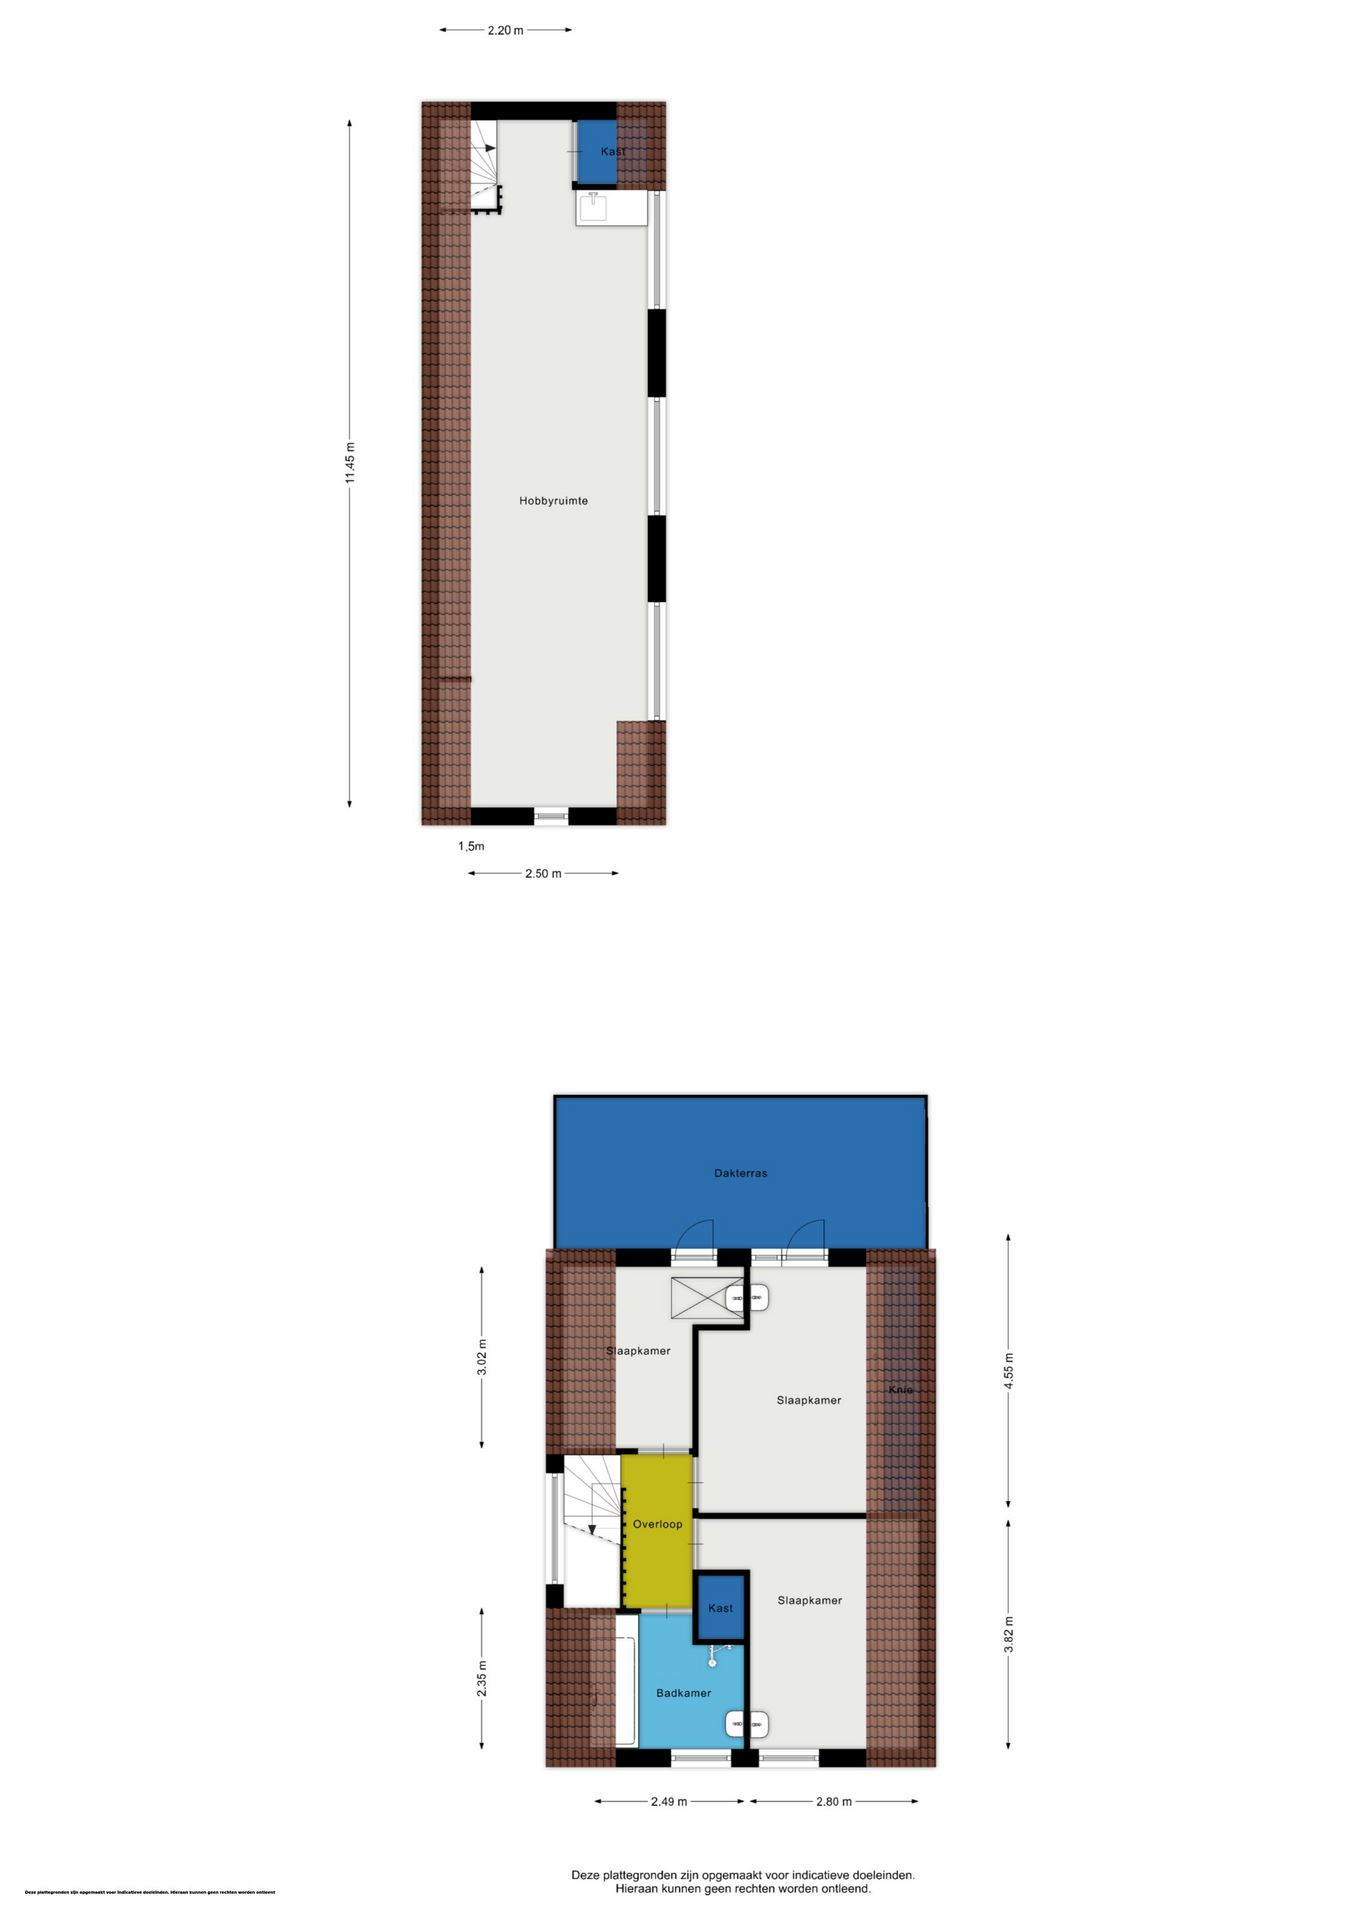 2.20 m
Kast
11.45 m
Hobbyruimte
1,5m
2.50 m
Dakterras
3.02 m
Slaapkamer
Slaapkamer
Knie
4.55 m
Overloop
Kast
Slaapkamer
3.82 m
2.35 m
Badkamer
2.49 m
2.80 m
Deze plattegronden zijn opgemaakt voor indicatieve doeleinden.
Hieraan kunnen geen rechten worden ontleend.
Deze plattegronden zijn opgemaakt voor indicatieve doeleinden. Hieraan kunnen geen rechten worden ontleent